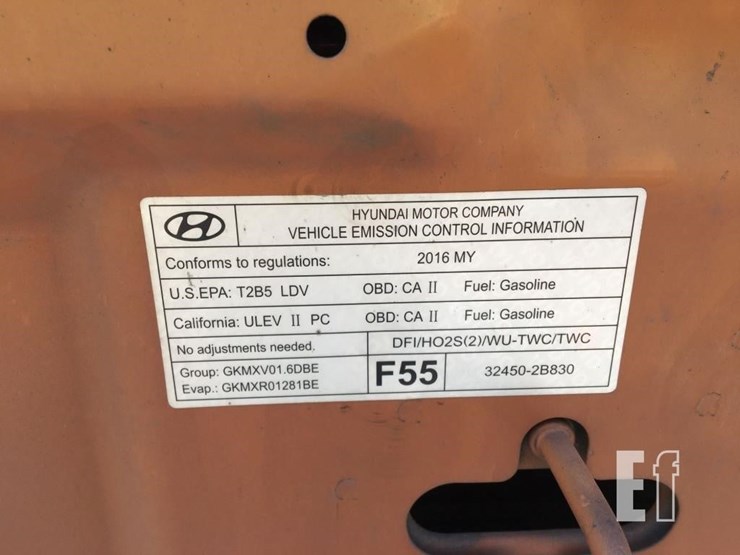 HYUNDAI MOTOR COMPANY
VEHICLE EMISSION CONTROL INFORMATION
Conforms to regulations: 2016 MY
U.S.EPA: T2B5 LDV OBD: CA II Fuel: Gasoline
California: ULEV II PC OBD: CA II Fuel: Gasoline
No adjustments needed. DFI/HO2S(2)/WU-TWC/TWC
Group: GKMXV01.6DBE
Evap.: GKMXR01281BE
F55 32450-2B830
Ef